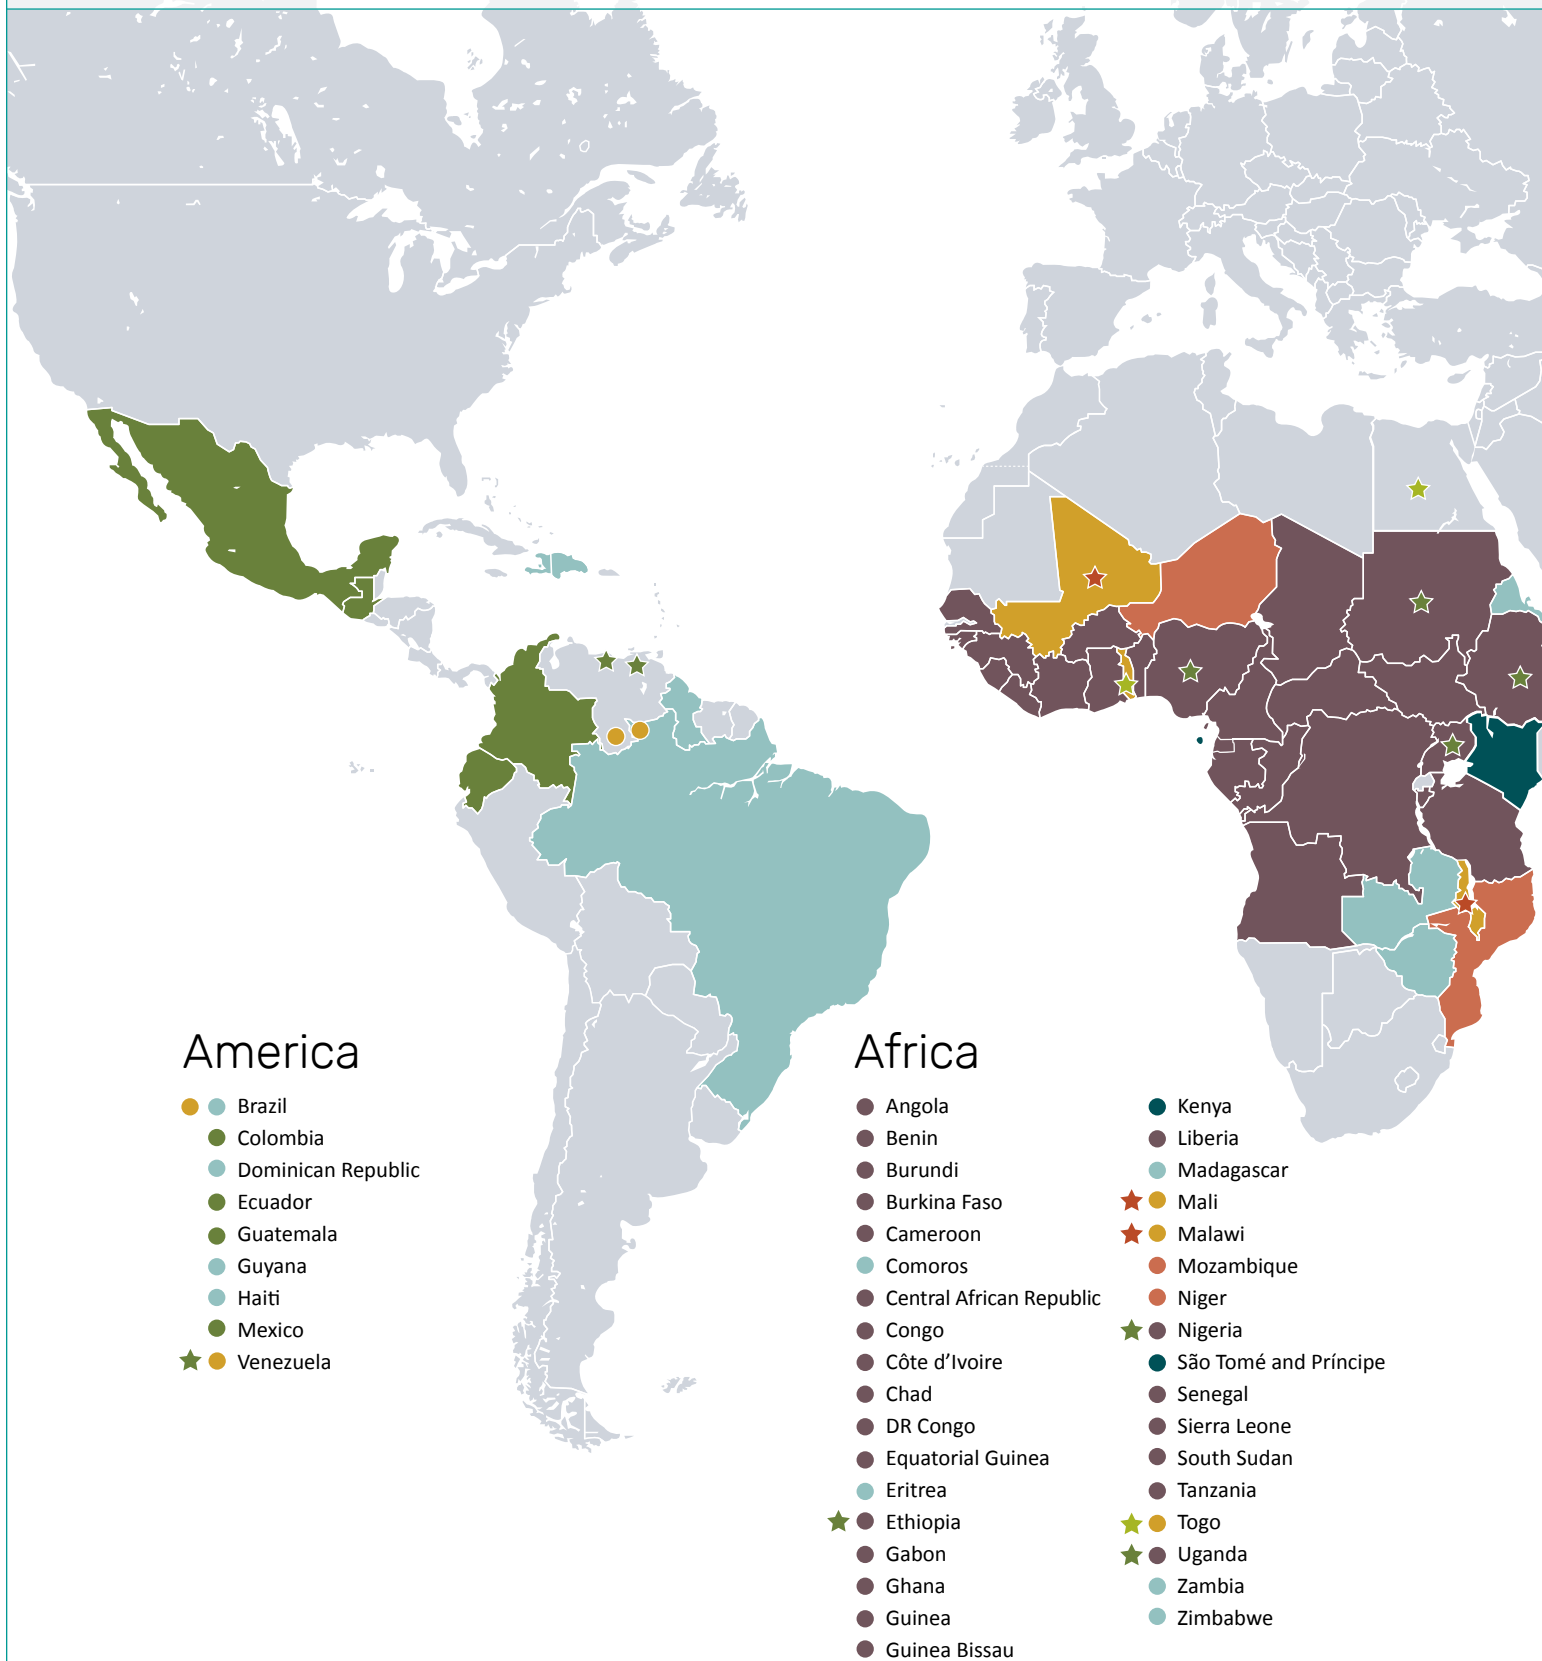 America
Brazil
Colombia
Dominican Republic
Ecuador
Guatemala
Guyana
Haiti
Mexico
Venezuela
Africa
Angola
Benin
Burundi
Burkina Faso
Cameroon
Comoros
Central African Republic
Congo
Côte d’Ivoire
Chad
DR Congo
Equatorial Guinea
Eritrea
Ethiopia
Gabon
Ghana
Guinea
Guinea Bissau
Kenya
Liberia
Madagascar
Mali
Malawi
Mozambique
Niger
Nigeria
São Tomé and Príncipe
Senegal
Sierra Leone
South Sudan
Tanzania
Togo
Uganda
Zambia
Zimbabwe